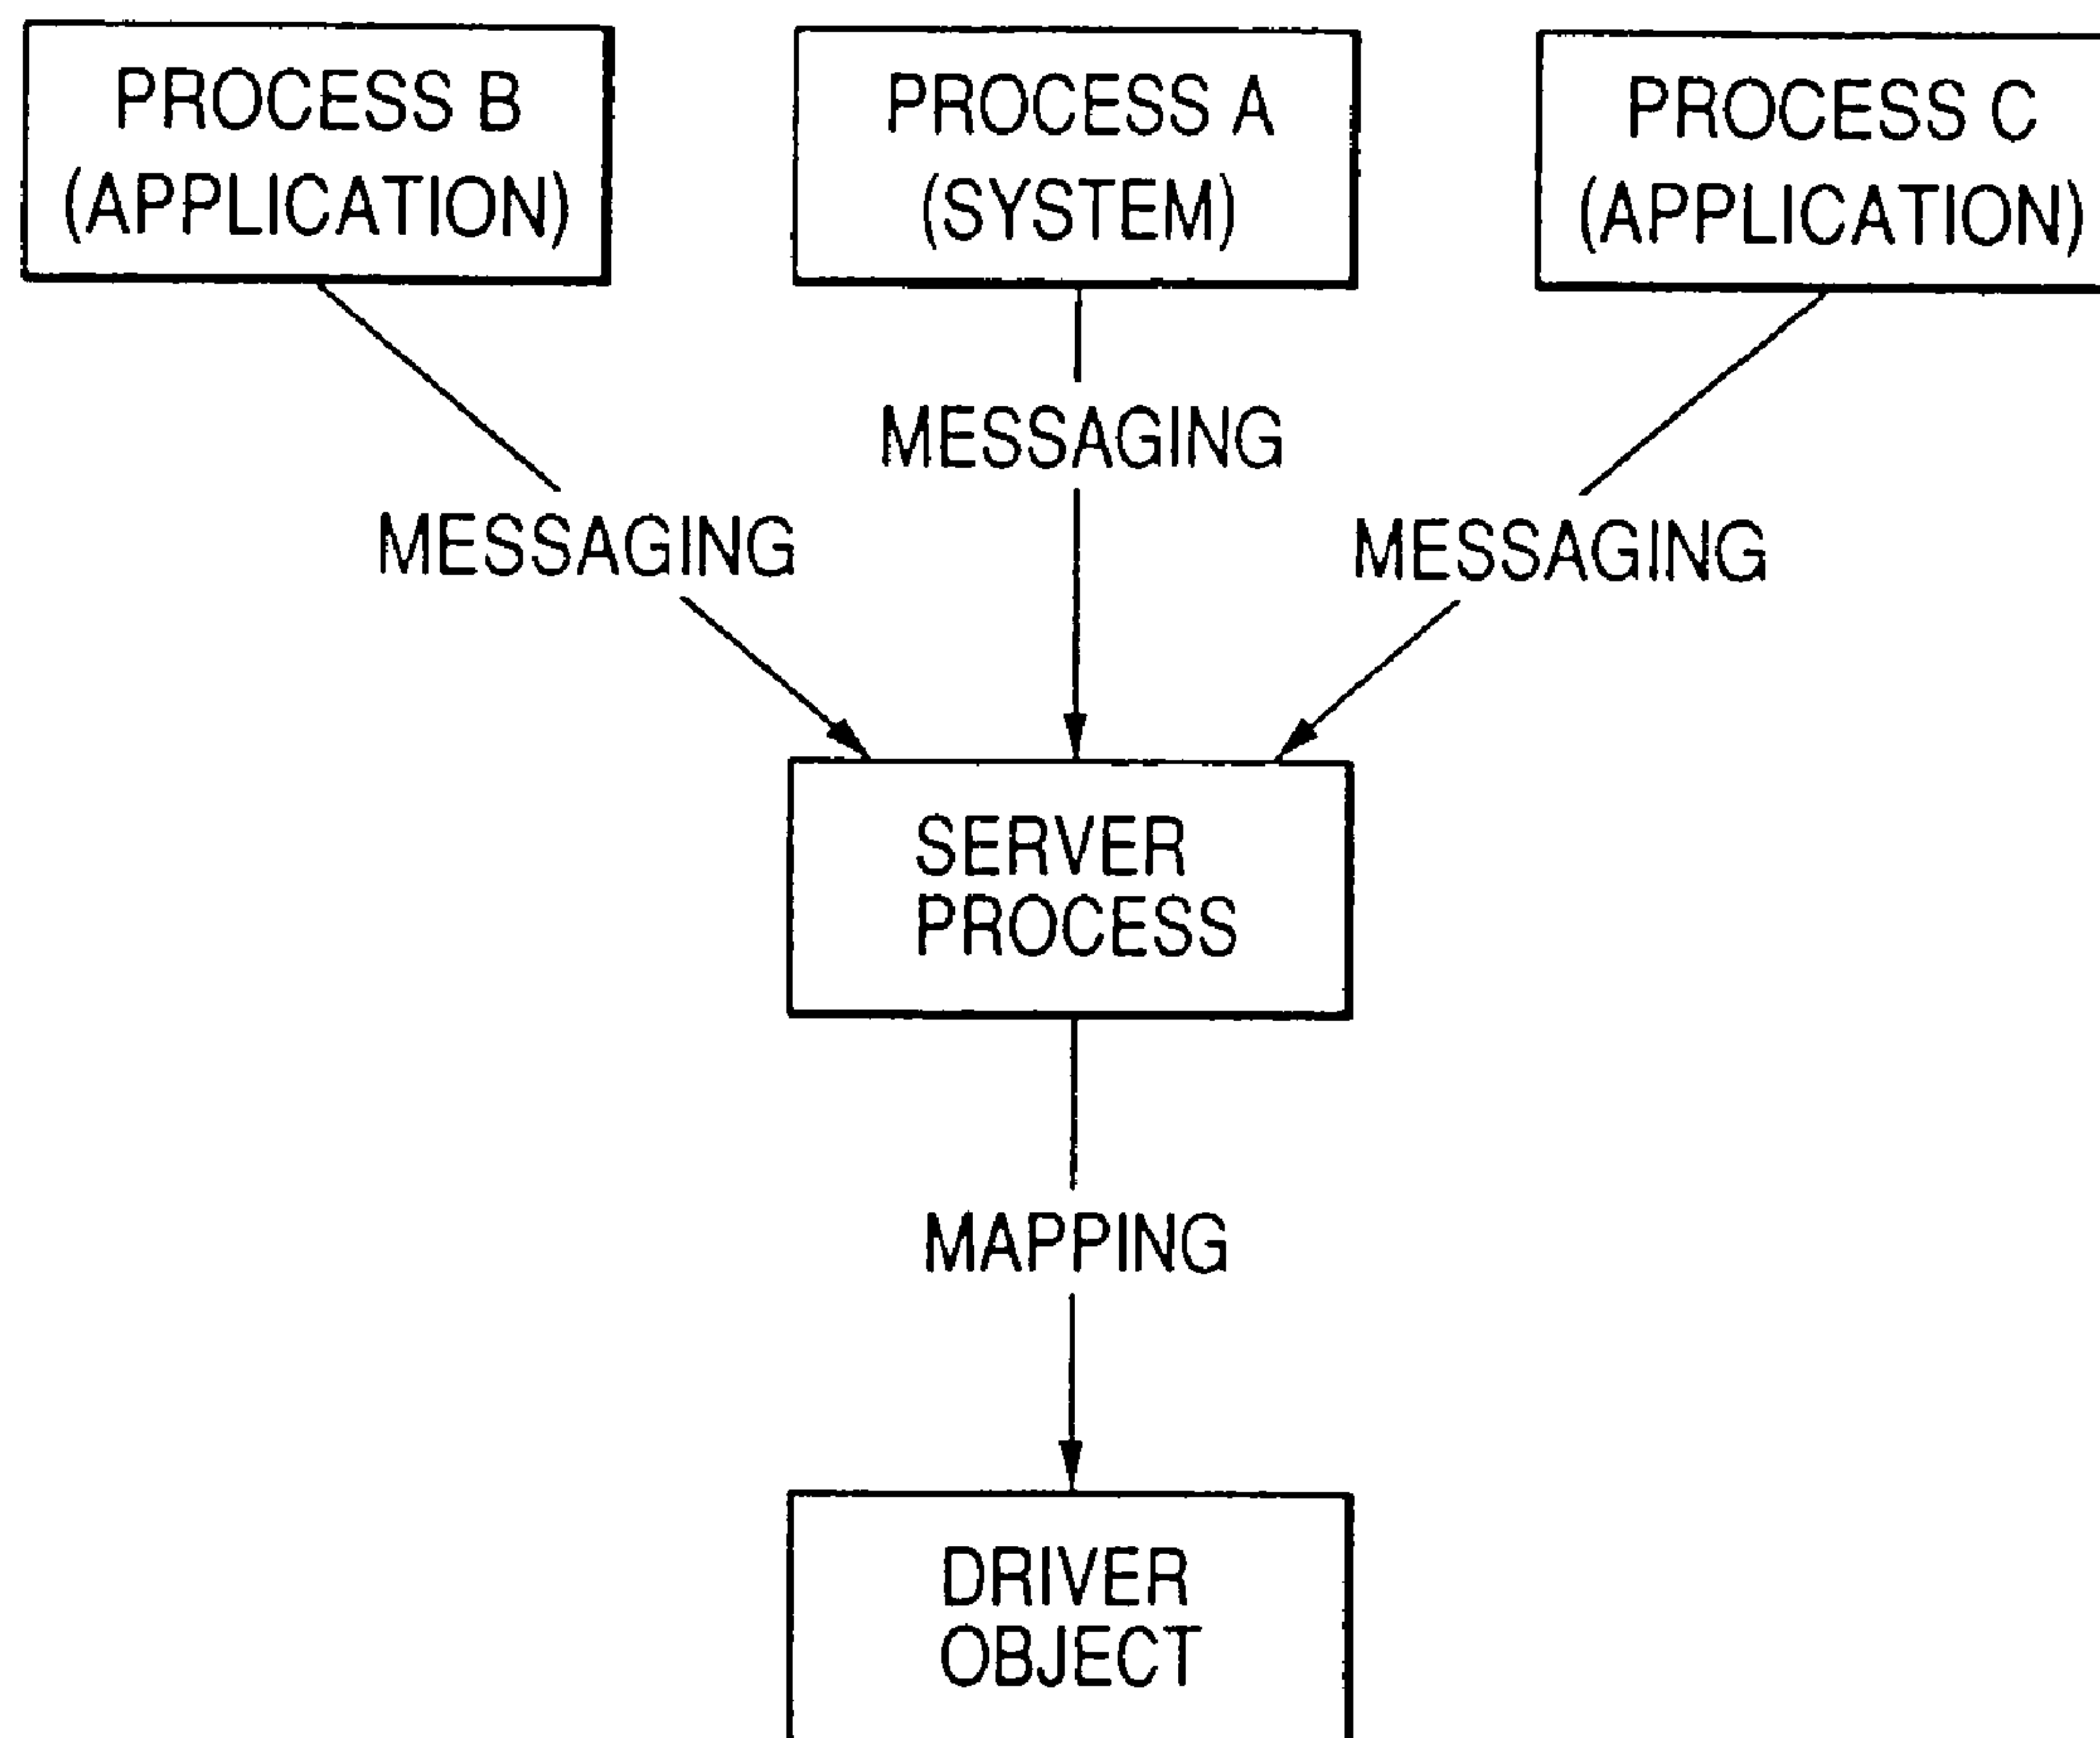 PROCESS B
(APPLICATION)
PROCESS A
(SYSTEM)
PROCESS C
(APPLICATION)
MESSAGING
MESSAGING
MESSAGING
SERVER
PROCESS
MAPPING
DRIVER
OBJECT